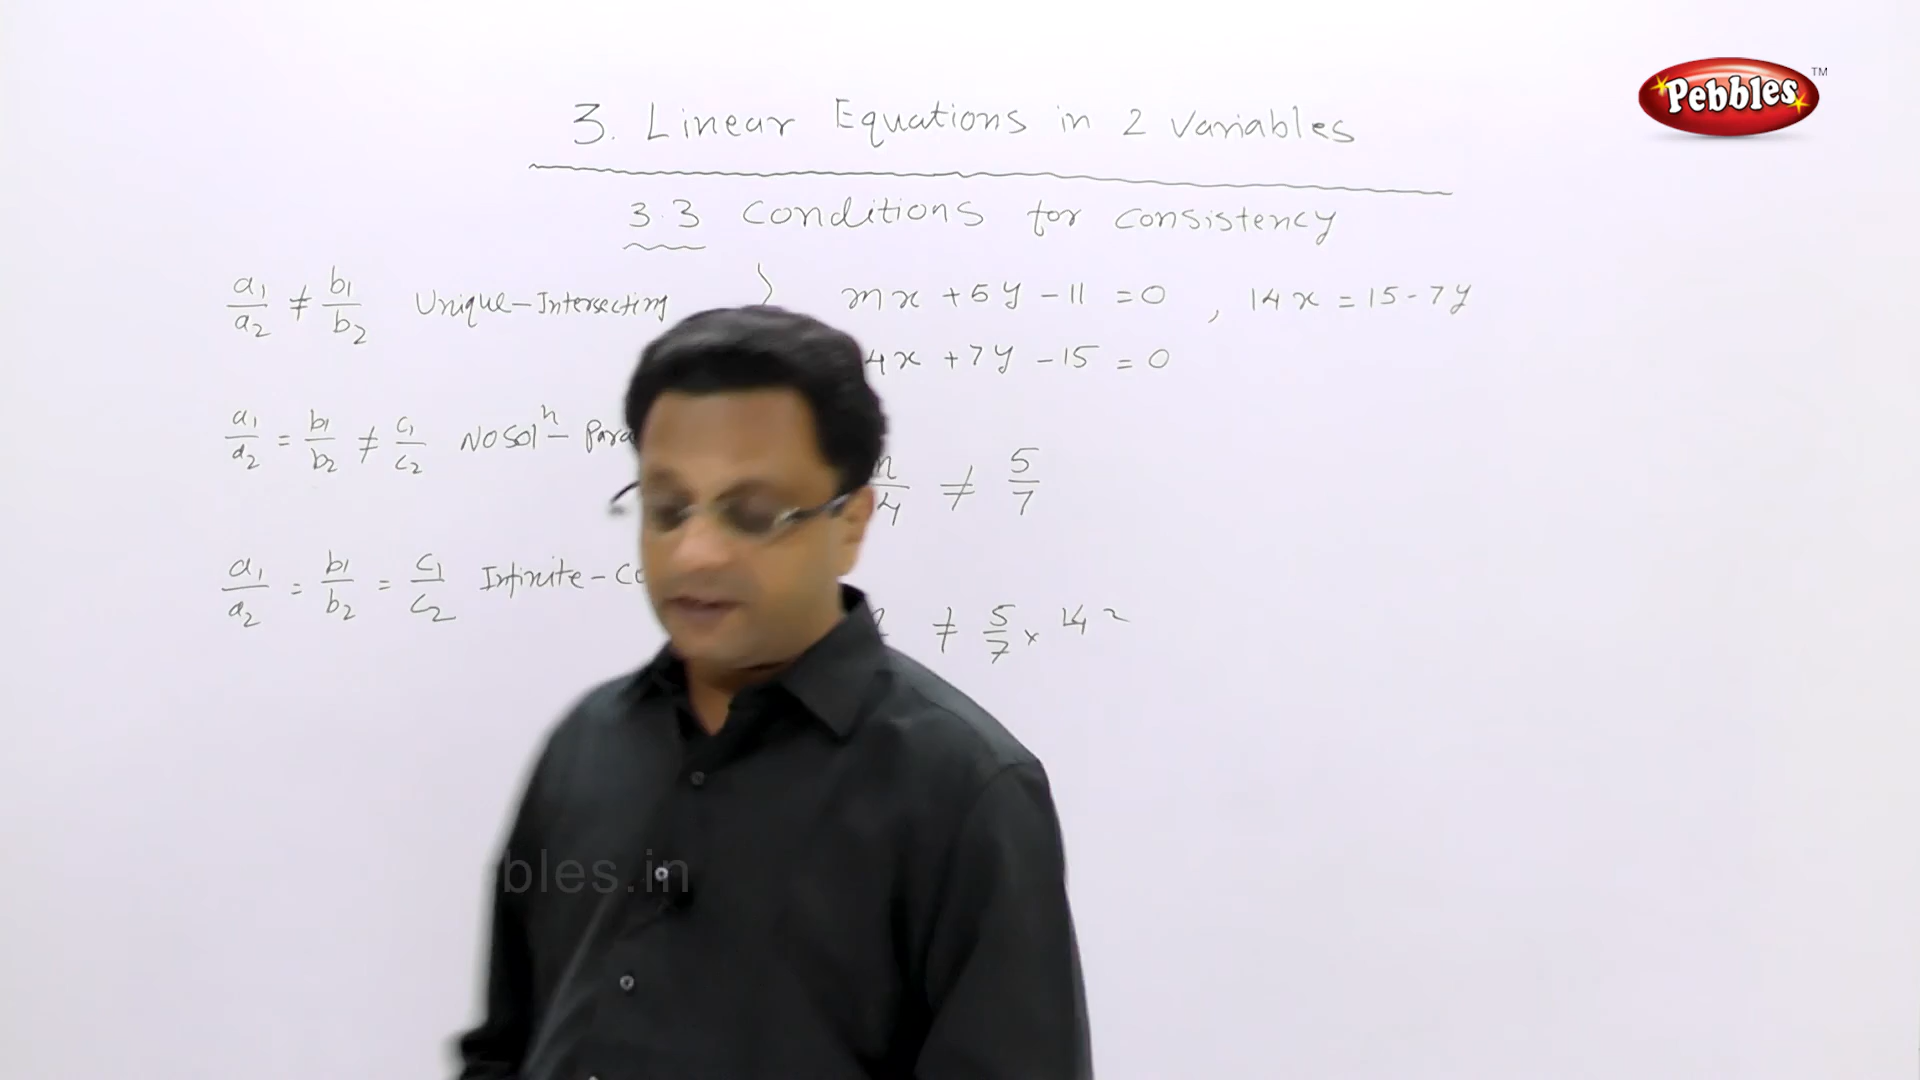 Pebbles TM
3. Linear Equations in 2 Variables
3.3 Conditions for Consistency
a₁/a₂ ≠ b₁/b₂ Unique-Intersecting
mx + 5y - 11 = 0 , 14x = 15 - 7y
4x + 7y - 15 = 0
a₁/a₂ = b₁/b₂ ≠ c₁/c₂ No Solⁿ-
≠ 5/7
a₁/a₂ = b₁/b₂ = c₁/c₂ Infinite-
≠ 5/7 × 14 2
bles.in